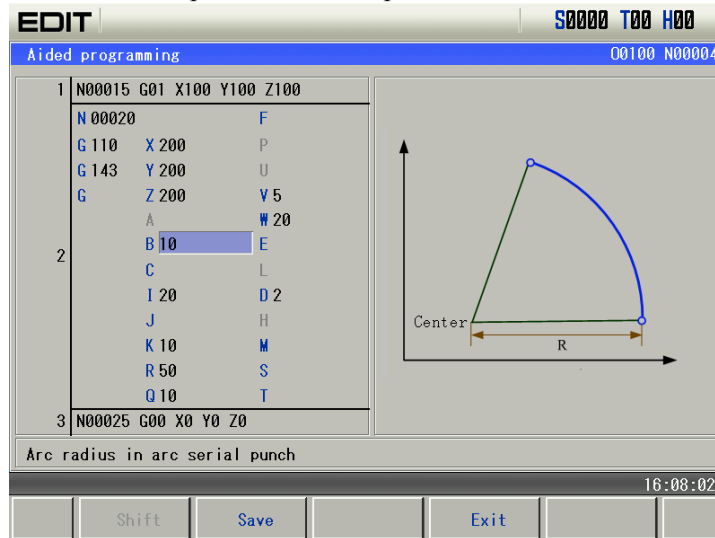 EDIT S0000 T00 H00
Aided programming O0100 N00004
1 N00015 G01 X100 Y100 Z100
N 00020 F
G 110 X 200 P
G 143 Y 200 U
G Z 200 V 5
A W 20
B 10 E
2
C L
I 20 D 2
J H
K 10 M
R 50 S
Q 10 T
Center
R
3 N00025 G00 X0 Y0 Z0
Arc radius in arc serial punch
16:08:02
Shift Save Exit